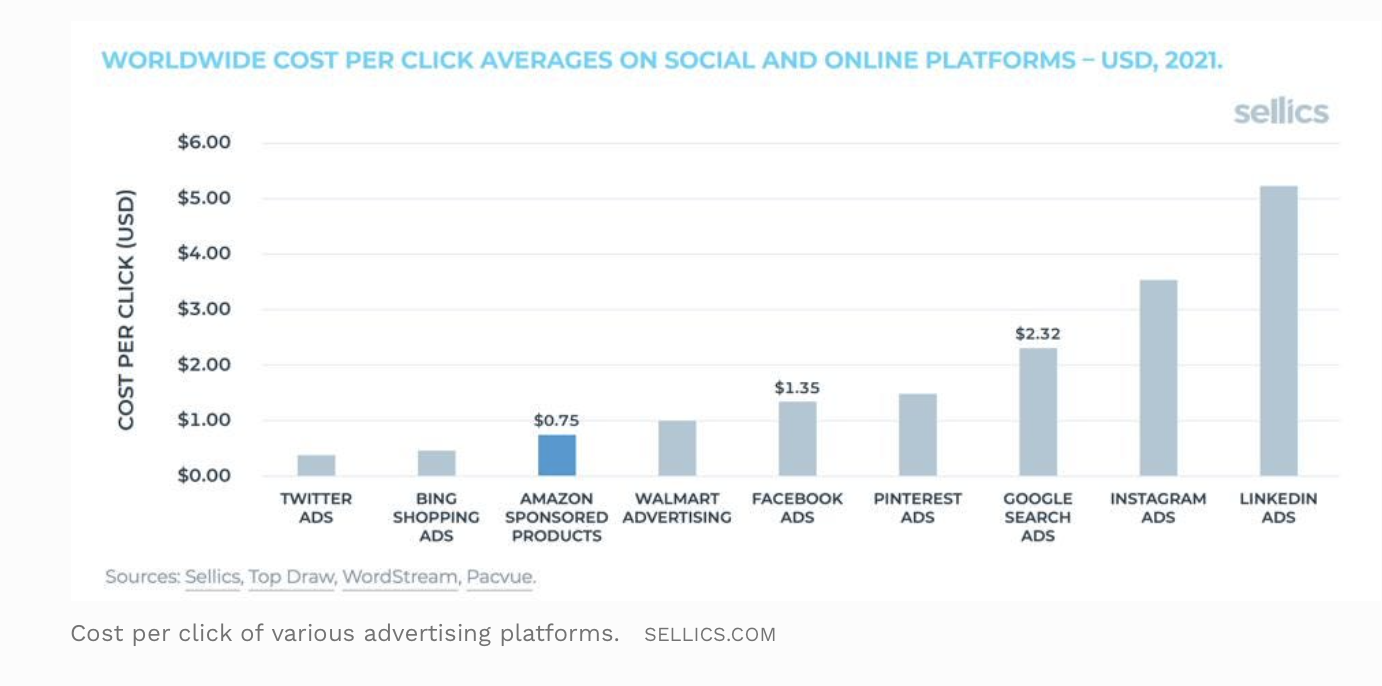 WORLDWIDE COST PER CLICK AVERAGES ON SOCIAL AND ONLINE PLATFORMS – USD, 2021.
sellics
COST PER CLICK (USD)
$6.00
$5.00
$4.00
$3.00
$2.00
$1.00
$0.00
$0.75
$1.35
$2.32
TWITTER
ADS
BING
SHOPPING
ADS
AMAZON
SPONSORED
PRODUCTS
WALMART
ADVERTISING
FACEBOOK
ADS
PINTEREST
ADS
GOOGLE
SEARCH
ADS
INSTAGRAM
ADS
LINKEDIN
ADS
Sources: Sellics, Top Draw, WordStream, Pacvue.
Cost per click of various advertising platforms. SELLICS.COM